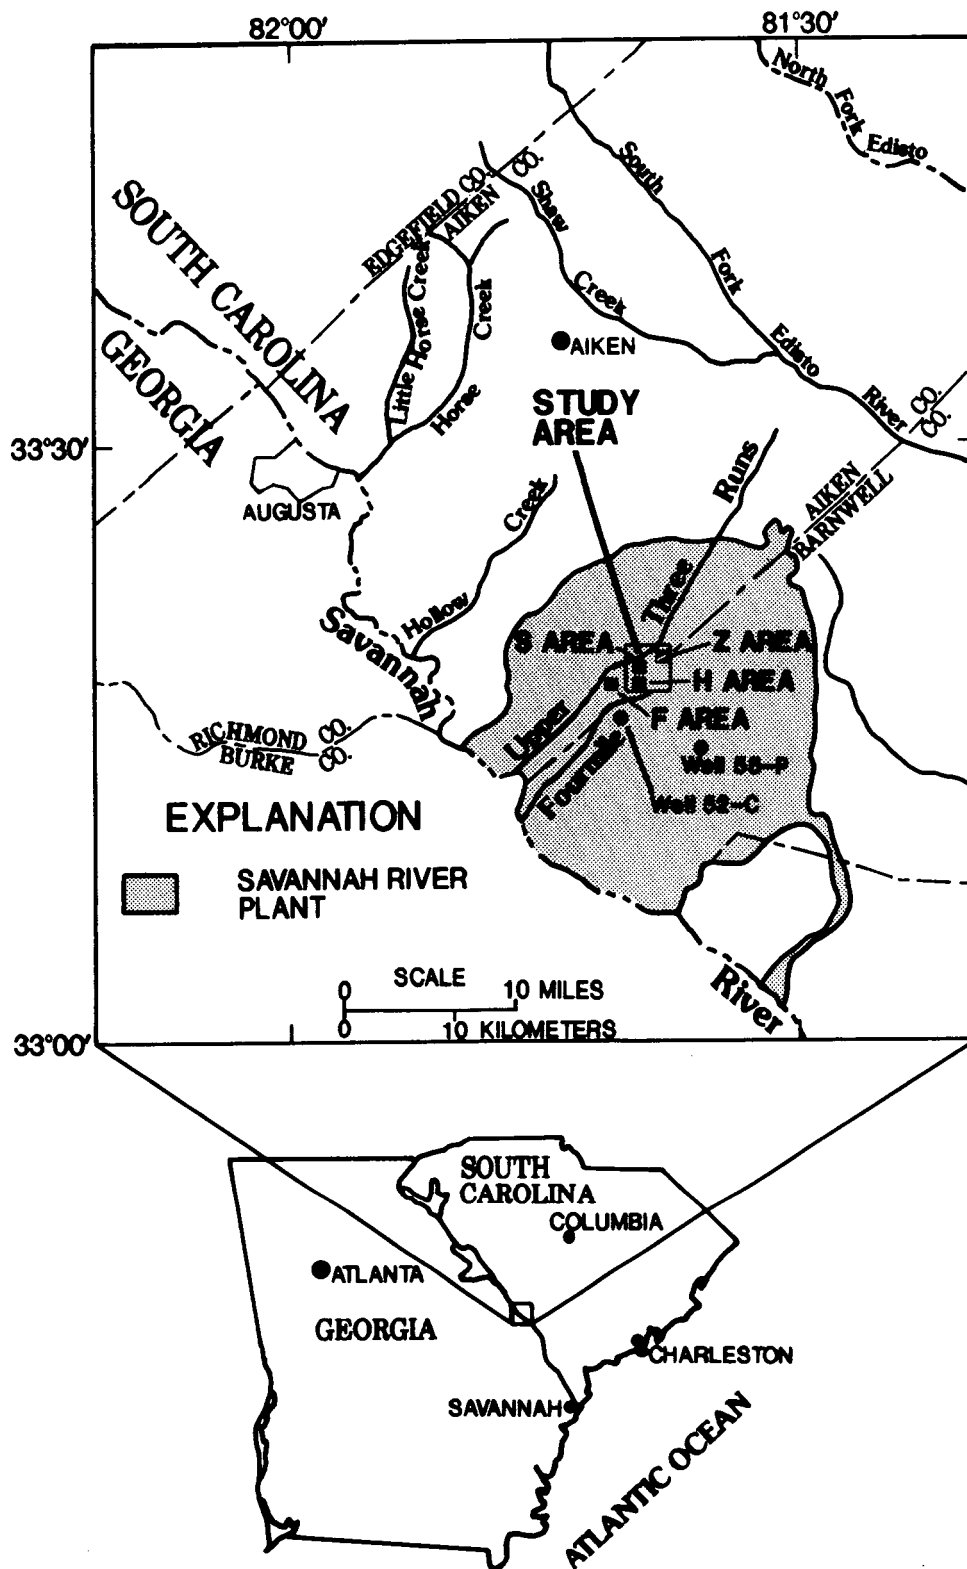 82°00'
81°30'
North Fork Edisto
South Fork Edisto River
Shaw Creek
EDGEFIELD CO.
AIKEN CO.
SOUTH CAROLINA
GEORGIA
Little Horse Creek
Horse Creek
AIKEN
STUDY
AREA
33°30'
AUGUSTA
Hollow Creek
AIKEN CO.
BARNWELL CO.
Upper Three Runs
Savannah River
S AREA
Z AREA
H AREA
F AREA
Fourmile
Well 52-C
RICHMOND CO.
BURKE CO.
EXPLANATION
SAVANNAH RIVER
PLANT
SCALE
0 10 MILES
0 10 KILOMETERS
33°00'
SOUTH
CAROLINA
COLUMBIA
ATLANTA
GEORGIA
CHARLESTON
SAVANNAH
ATLANTIC OCEAN